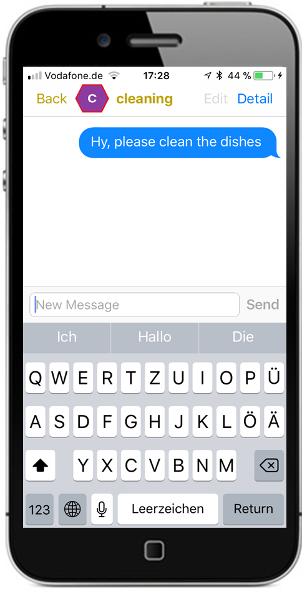 Vodafone.de 17:28 44 %
Back C cleaning Edit Detail
Hy, please clean the dishes
New Message Send
Ich Hallo Die
Q W E R T Z U I O P Ü
A S D F G H J K L Ö Ä
Y X C V B N M
123 Leerzeichen Return